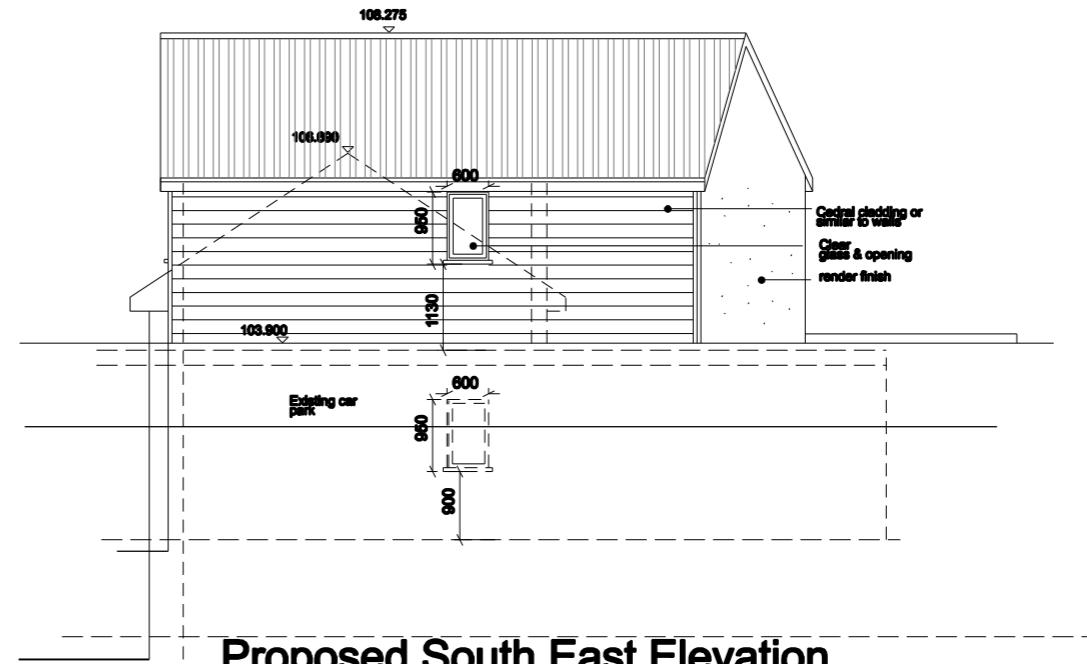 108.275
106.690
600
950
Cedral cladding or
similar to walls
Clear
glass & opening
render finish
1130
103.900
600
Existing car
park
950
900
Proposed South East Elevation